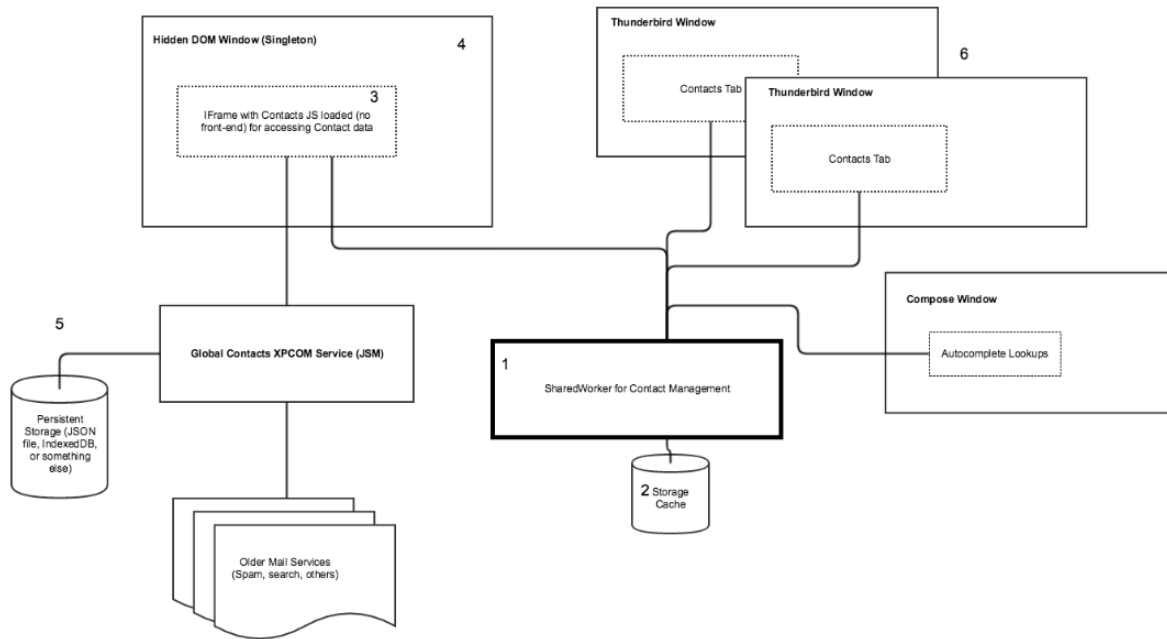 Hidden DOM Window (Singleton)
4
3
IFrame with Contacts JS loaded (no
front-end) for accessing Contact data
Thunderbird Window
Contacts Tab
6
Thunderbird Window
Contacts Tab
Compose Window
Autocomplete Lookups
5
Global Contacts XPCOM Service (JSM)
1
SharedWorker for Contact Management
Persistent
Storage (JSON
file, IndexedDB,
or something
else)
2 Storage
Cache
Older Mail Services
(Spam, search, others)